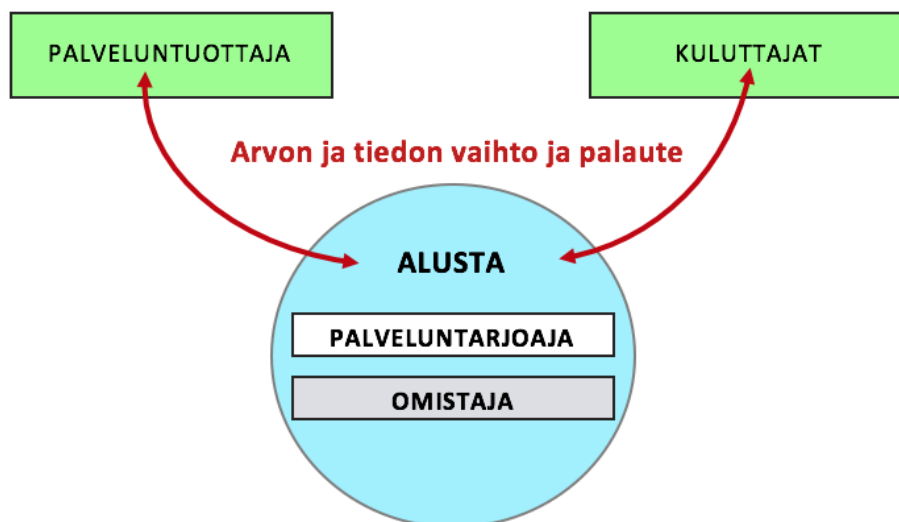 PALVELUNTUOTTAJA
KULUTTAJAT
Arvon ja tiedon vaihto ja palaute
ALUSTA
PALVELUNTARJOAJA
OMISTAJA